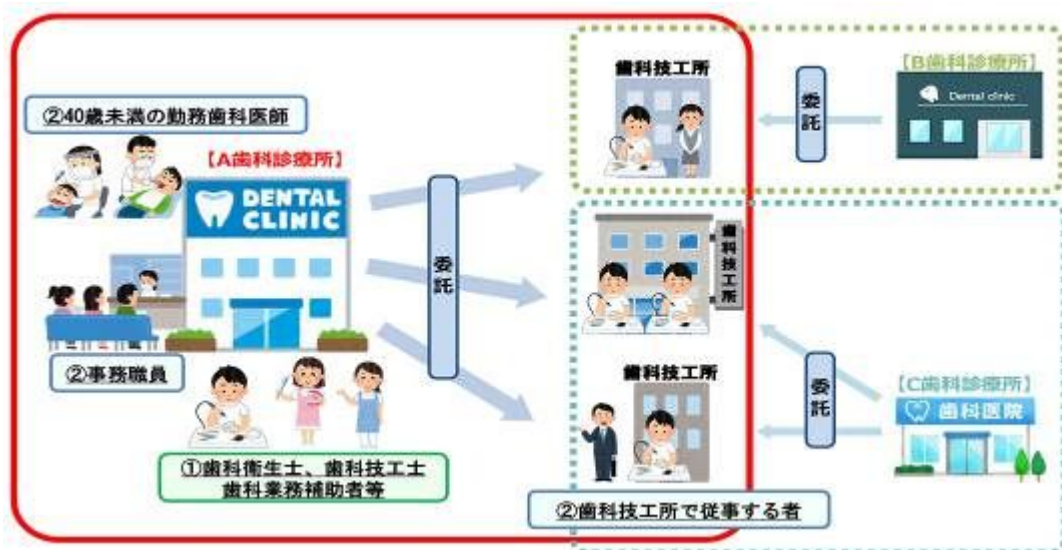 ②40歳未満の勤務歯科医師
【A歯科診療所】
DENTAL
CLINIC
②事務職員
①歯科衛生士、歯科技工士
歯科業務補助者等
委託
歯科技工所
委託
【B歯科診療所】
Dental clinic
歯科技工所
歯科技工所
委託
【C歯科診療所】
歯科医院
②歯科技工所で従事する者